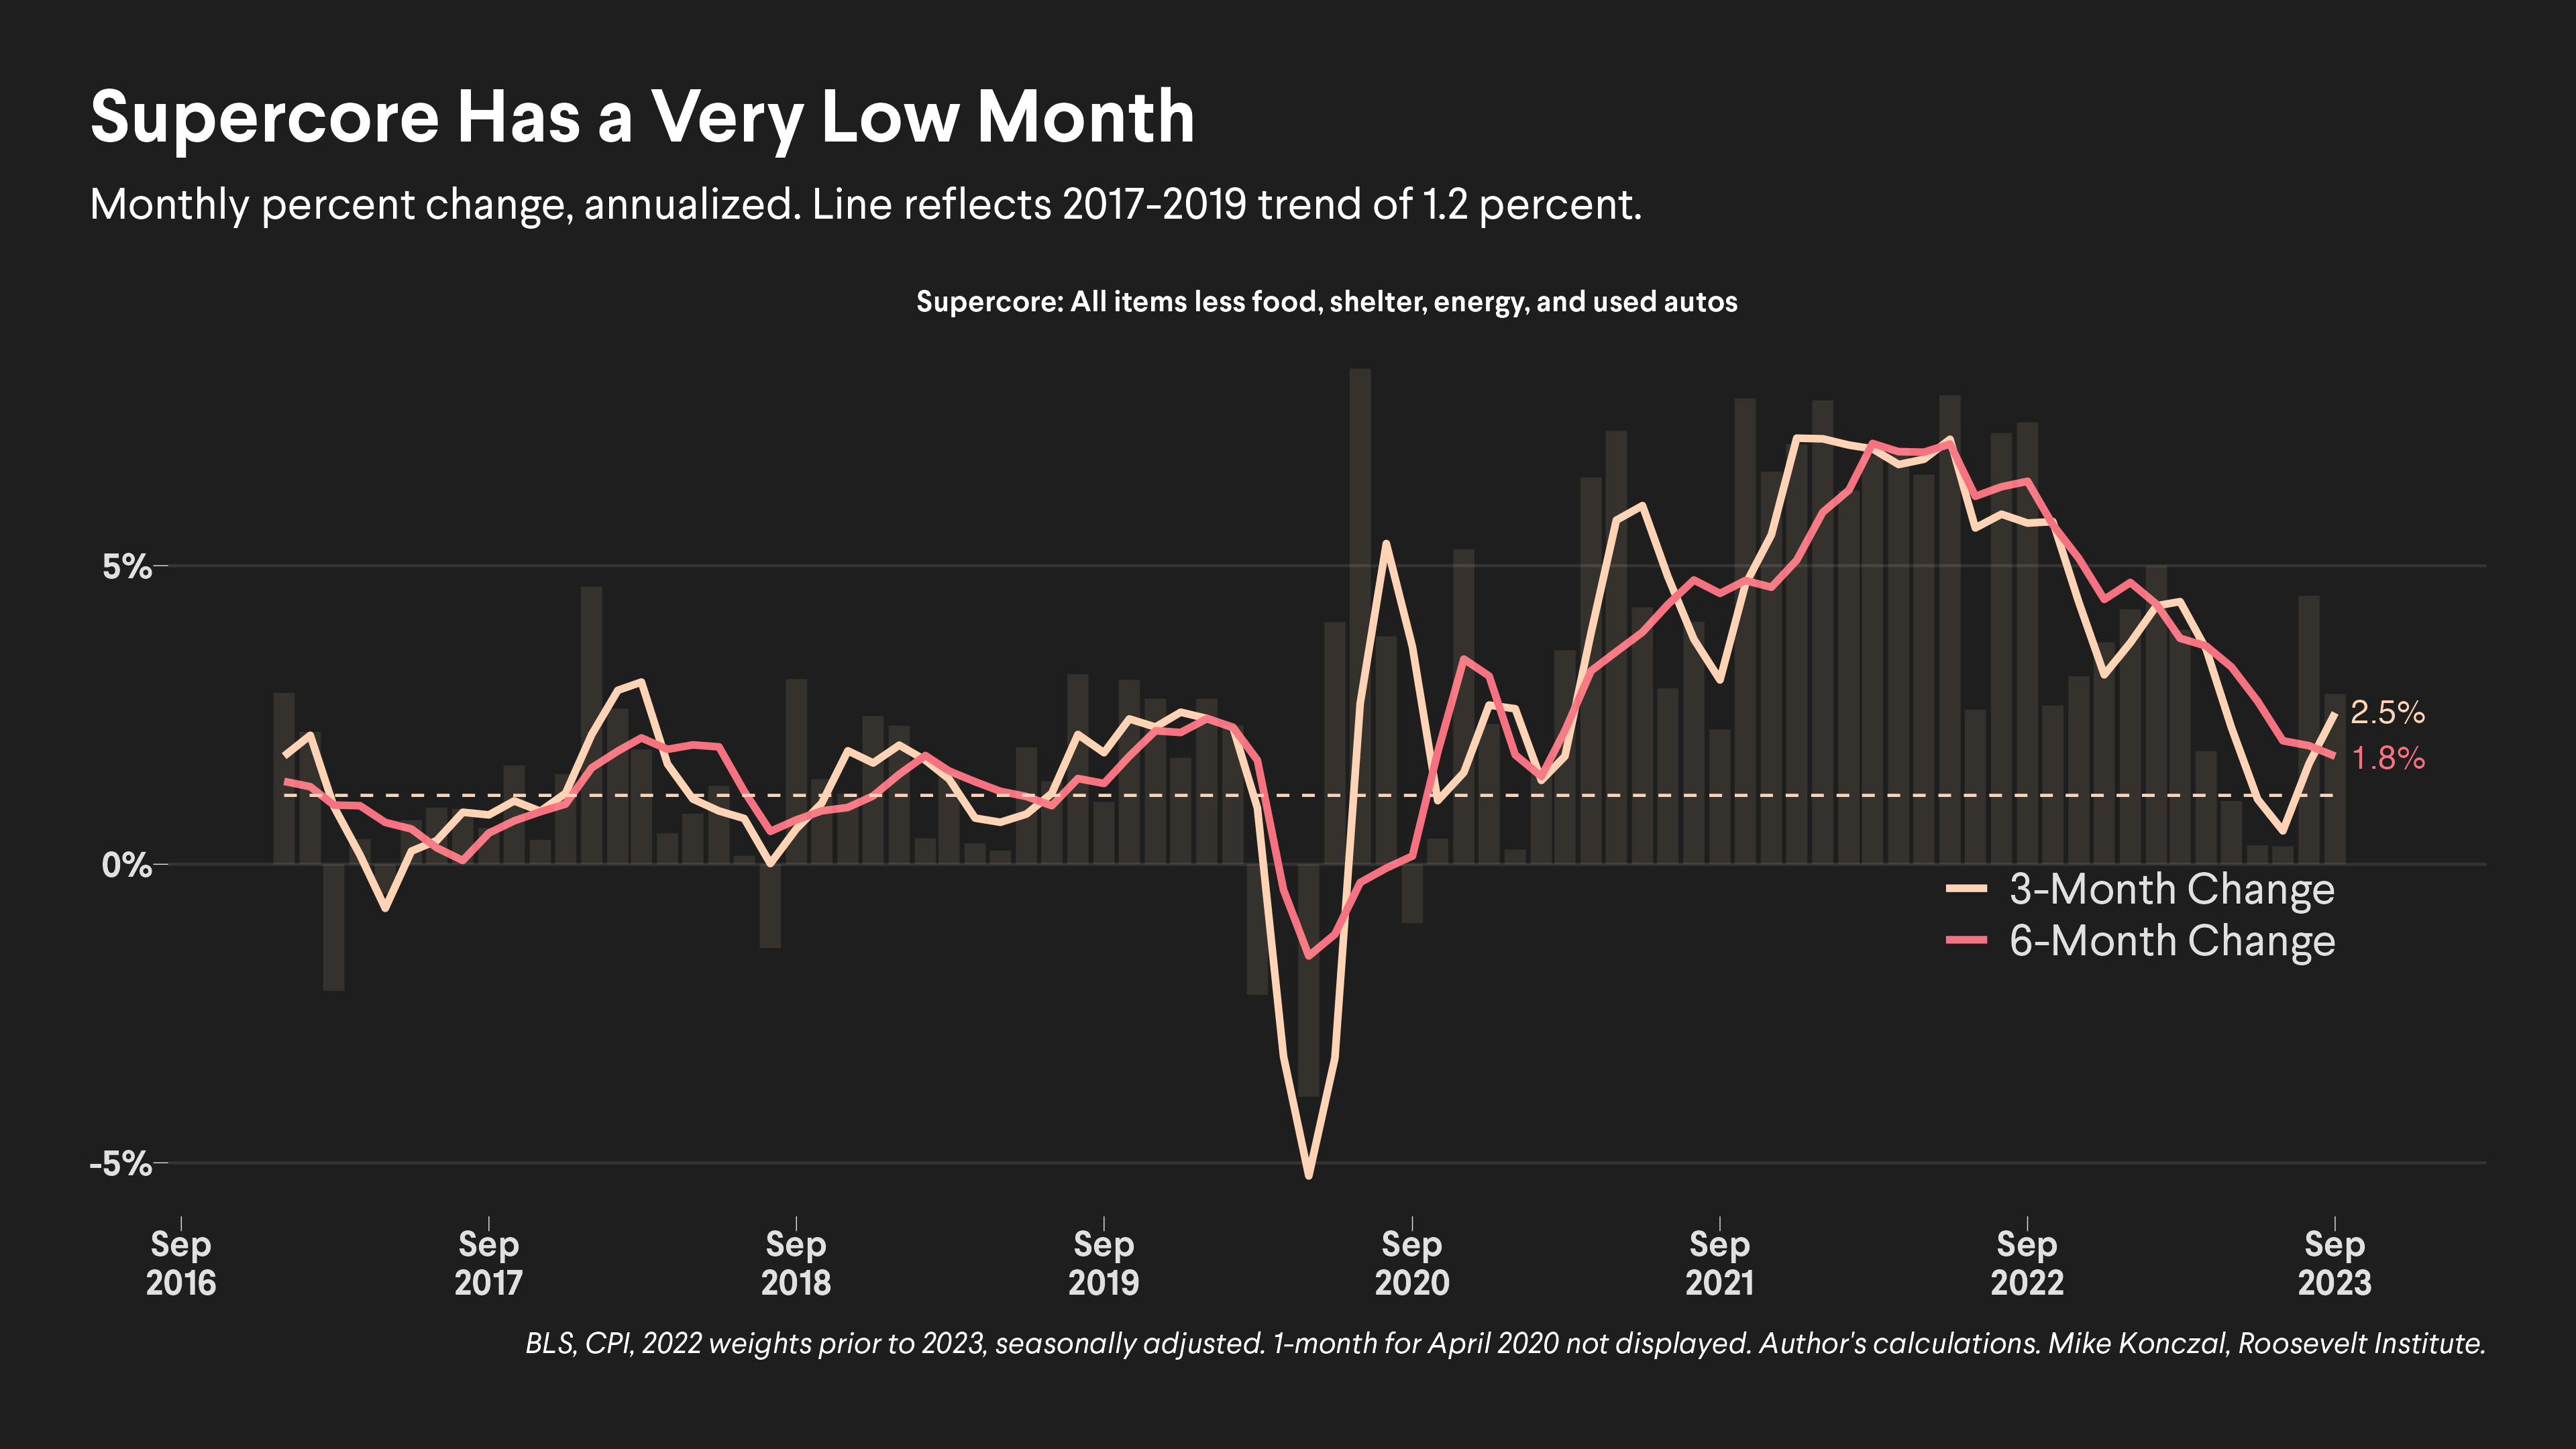 Supercore Has a Very Low Month
Monthly percent change, annualized. Line reflects 2017-2019 trend of 1.2 percent.
Supercore: All items less food, shelter, energy, and used autos
5%
2.5%
1.8%
0%
3-Month Change
6-Month Change
-5%
Sep Sep Sep Sep Sep Sep Sep Sep
2016 2017 2018 2019 2020 2021 2022 2023
BLS, CPI, 2022 weights prior to 2023, seasonally adjusted. 1-month for April 2020 not displayed. Author's calculations. Mike Konczal, Roosevelt Institute.